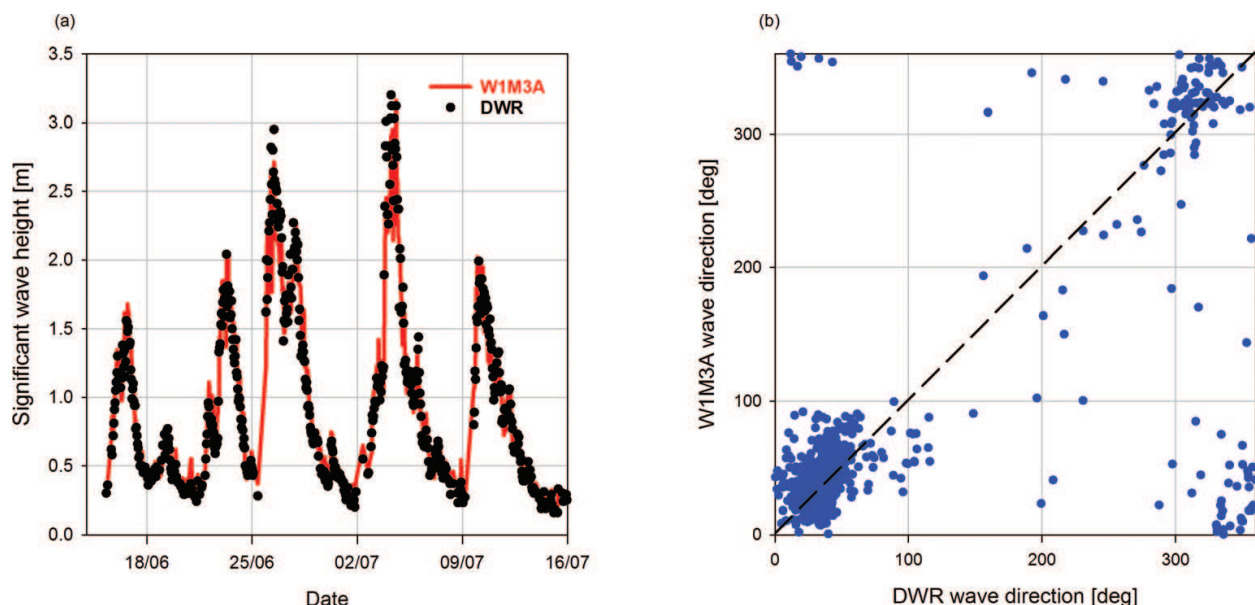 (a)
3.5
3.0
2.5
2.0
1.5
1.0
0.5
0.0
Significant wave height [m]
W1M3A
DWR
18/06
25/06
02/07
09/07
16/07
Date
(b)
300
200
100
0
W1M3A wave direction [deg]
0
100
200
300
DWR wave direction [deg]